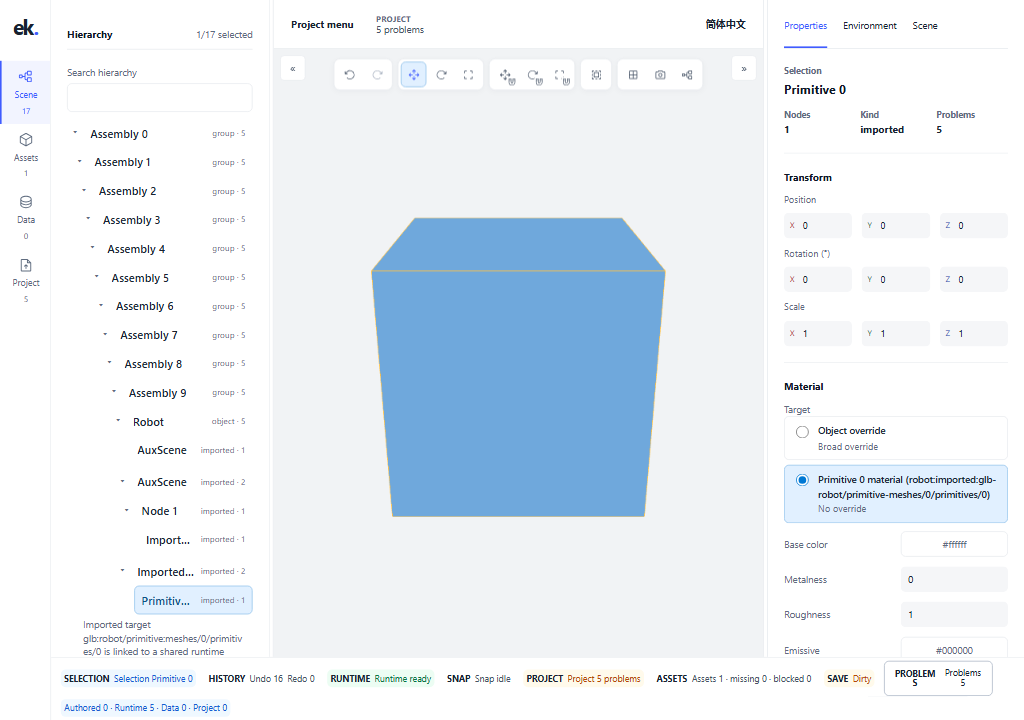 ek.
Scene
17
Assets
1
Data
0
Project
5
Hierarchy 1/17 selected
Search hierarchy
Assembly 0 group · 5
Assembly 1 group · 5
Assembly 2 group · 5
Assembly 3 group · 5
Assembly 4 group · 5
Assembly 5 group · 5
Assembly 6 group · 5
Assembly 7 group · 5
Assembly 8 group · 5
Assembly 9 group · 5
Robot object · 5
AuxScene imported · 1
AuxScene imported · 2
Node 1 imported · 1
Import... imported · 1
Imported... imported · 2
Primitiv... imported · 1
Imported target
glb:robot/primitive:meshes/0/primitiv
es/0 is linked to a shared runtime
Project menu
PROJECT
5 problems
简体中文
«
»
Properties Environment Scene
Selection
Primitive 0
Nodes Kind Problems
1 imported 5
Transform
Position
X 0 Y 0 Z 0
Rotation (°)
X 0 Y 0 Z 0
Scale
X 1 Y 1 Z 1
Material
Target
Object override
Broad override
Primitive 0 material (robot:imported:glb-
robot/primitive-meshes/0/primitives/0)
No override
Base color #ffffff
Metalness 0
Roughness 1
Emissive #000000
SELECTION Selection Primitive 0 HISTORY Undo 16 Redo 0 RUNTIME Runtime ready SNAP Snap idle PROJECT Project 5 problems ASSETS Assets 1 · missing 0 · blocked 0 SAVE Dirty
PROBLEM
S
Problems
5
Authored 0 · Runtime 5 · Data 0 · Project 0